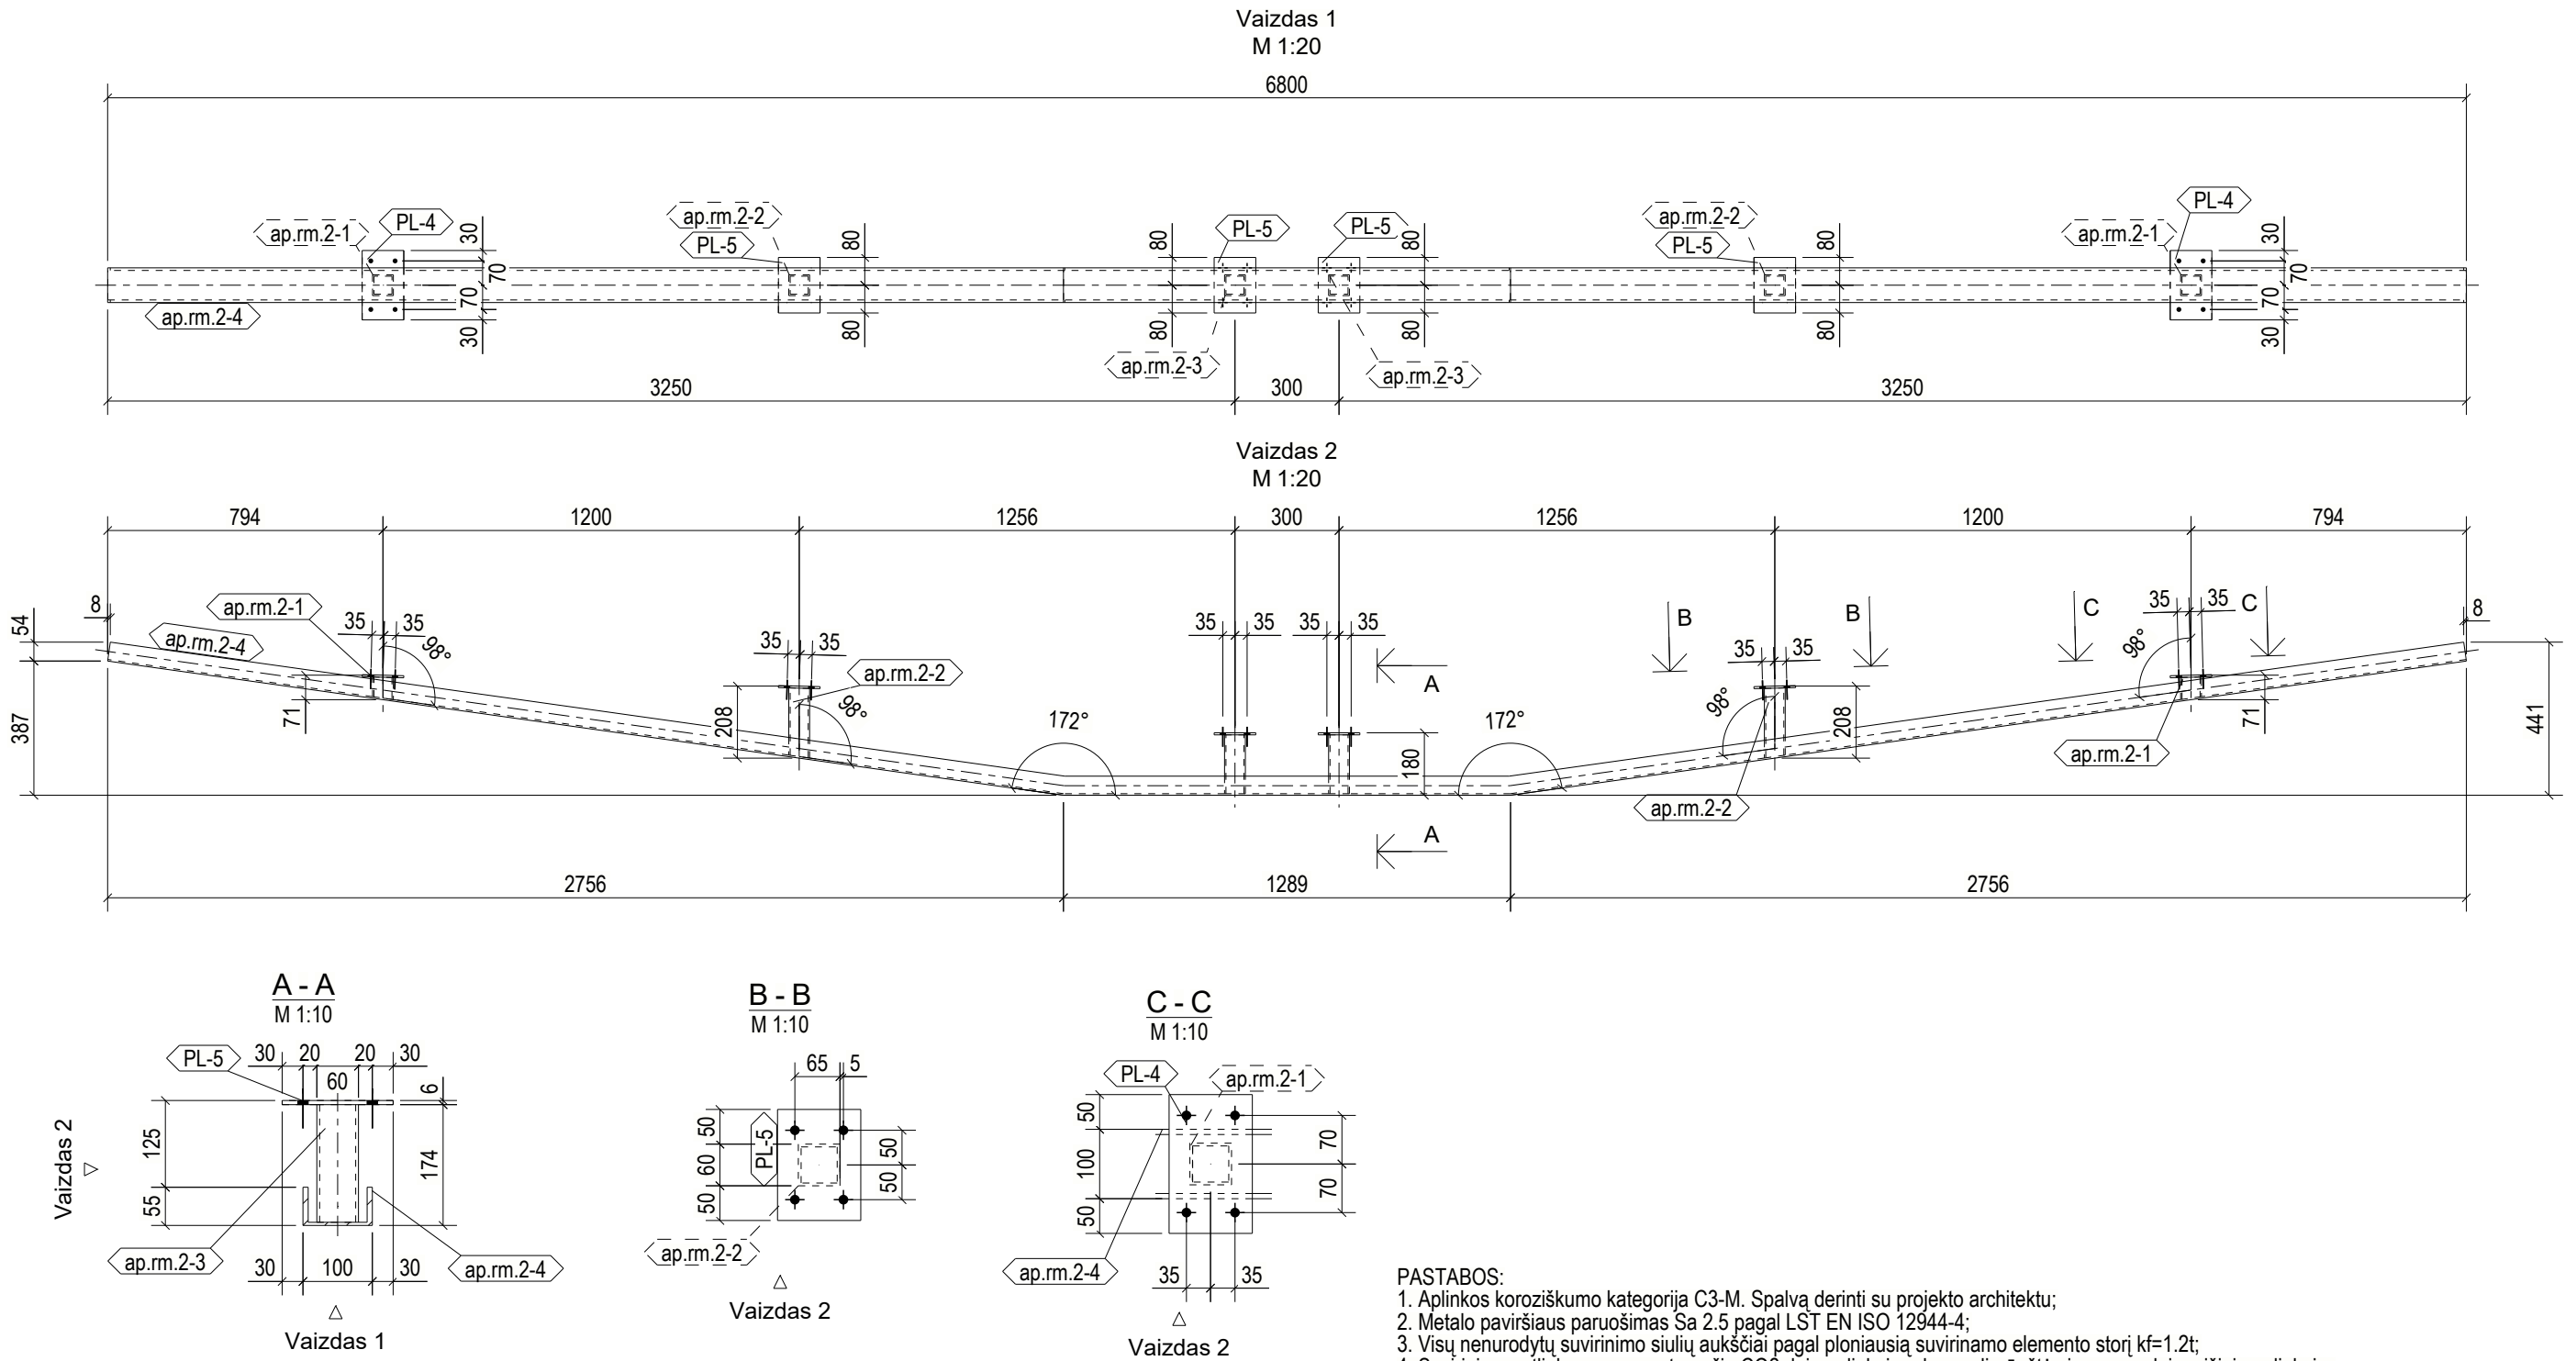 Vaizdas 1
M 1:20
6800
ap.rm.2-1
PL-4
30
70
70
30
ap.rm.2-4
ap.rm.2-2
PL-5
80
80
80
80
PL-5
ap.rm.2-3
PL-5
80
80
ap.rm.2-3
ap.rm.2-2
PL-5
80
80
ap.rm.2-1
PL-4
30
70
70
30
3250
300
3250
Vaizdas 2
M 1:20
794
1200
1256
300
1256
1200
794
8
54
387
ap.rm.2-4
ap.rm.2-1
35
35
98°
71
35
35
ap.rm.2-2
208
98°
172°
35
35
35
35
180
A
A
172°
B
B
35
35
98°
208
ap.rm.2-2
C
C
35
35
98°
71
ap.rm.2-1
8
441
2756
1289
2756
A - A
M 1:10
PL-5
30
20
20
30
60
6
125
55
174
Vaizdas 2
ap.rm.2-3
ap.rm.2-4
30
100
30
Vaizdas 1
B - B
M 1:10
65
5
50
60
50
PL-5
50
50
ap.rm.2-2
Vaizdas 2
C - C
M 1:10
PL-4
ap.rm.2-1
50
100
50
70
70
ap.rm.2-4
35
35
Vaizdas 2
PASTABOS:
1. Aplinkos koroziškumo kategorija C3-M. Spalvą derinti su projekto architektu;
2. Metalo paviršiaus paruošimas Sa 2.5 pagal LST EN ISO 12944-4;
3. Visų nenurodytų suvirinimo siulių aukščiai pagal ploniausią suvirinamo elemento storį kf=1.2t;